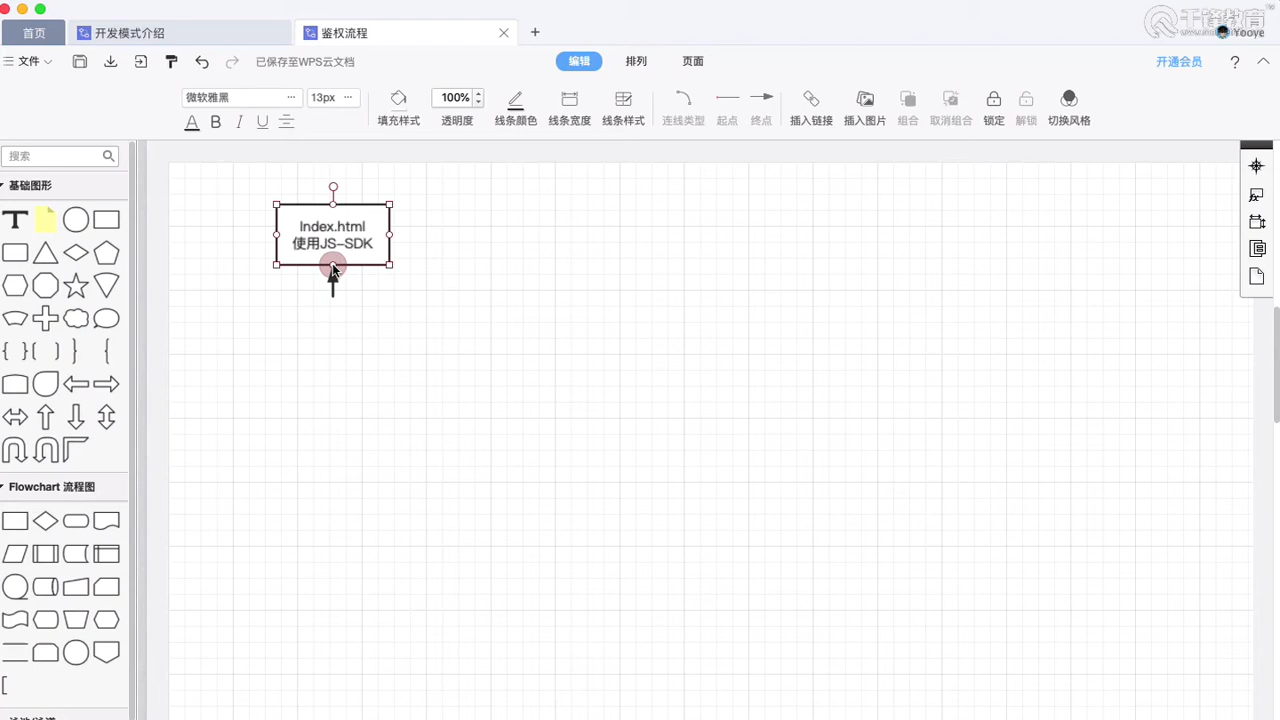 千锋教育
首页
开发模式介绍
鉴权流程
Yooye
文件
已保存至WPS云文档
编辑
排列
页面
开通会员
微软雅黑
13px
100%
填充样式
透明度
线条颜色
线条宽度
线条样式
连线类型
起点
终点
插入链接
插入图片
组合
取消组合
锁定
解锁
切换风格
A B I U
搜索
基础图形
T
Index.html
使用JS-SDK
Flowchart 流程图